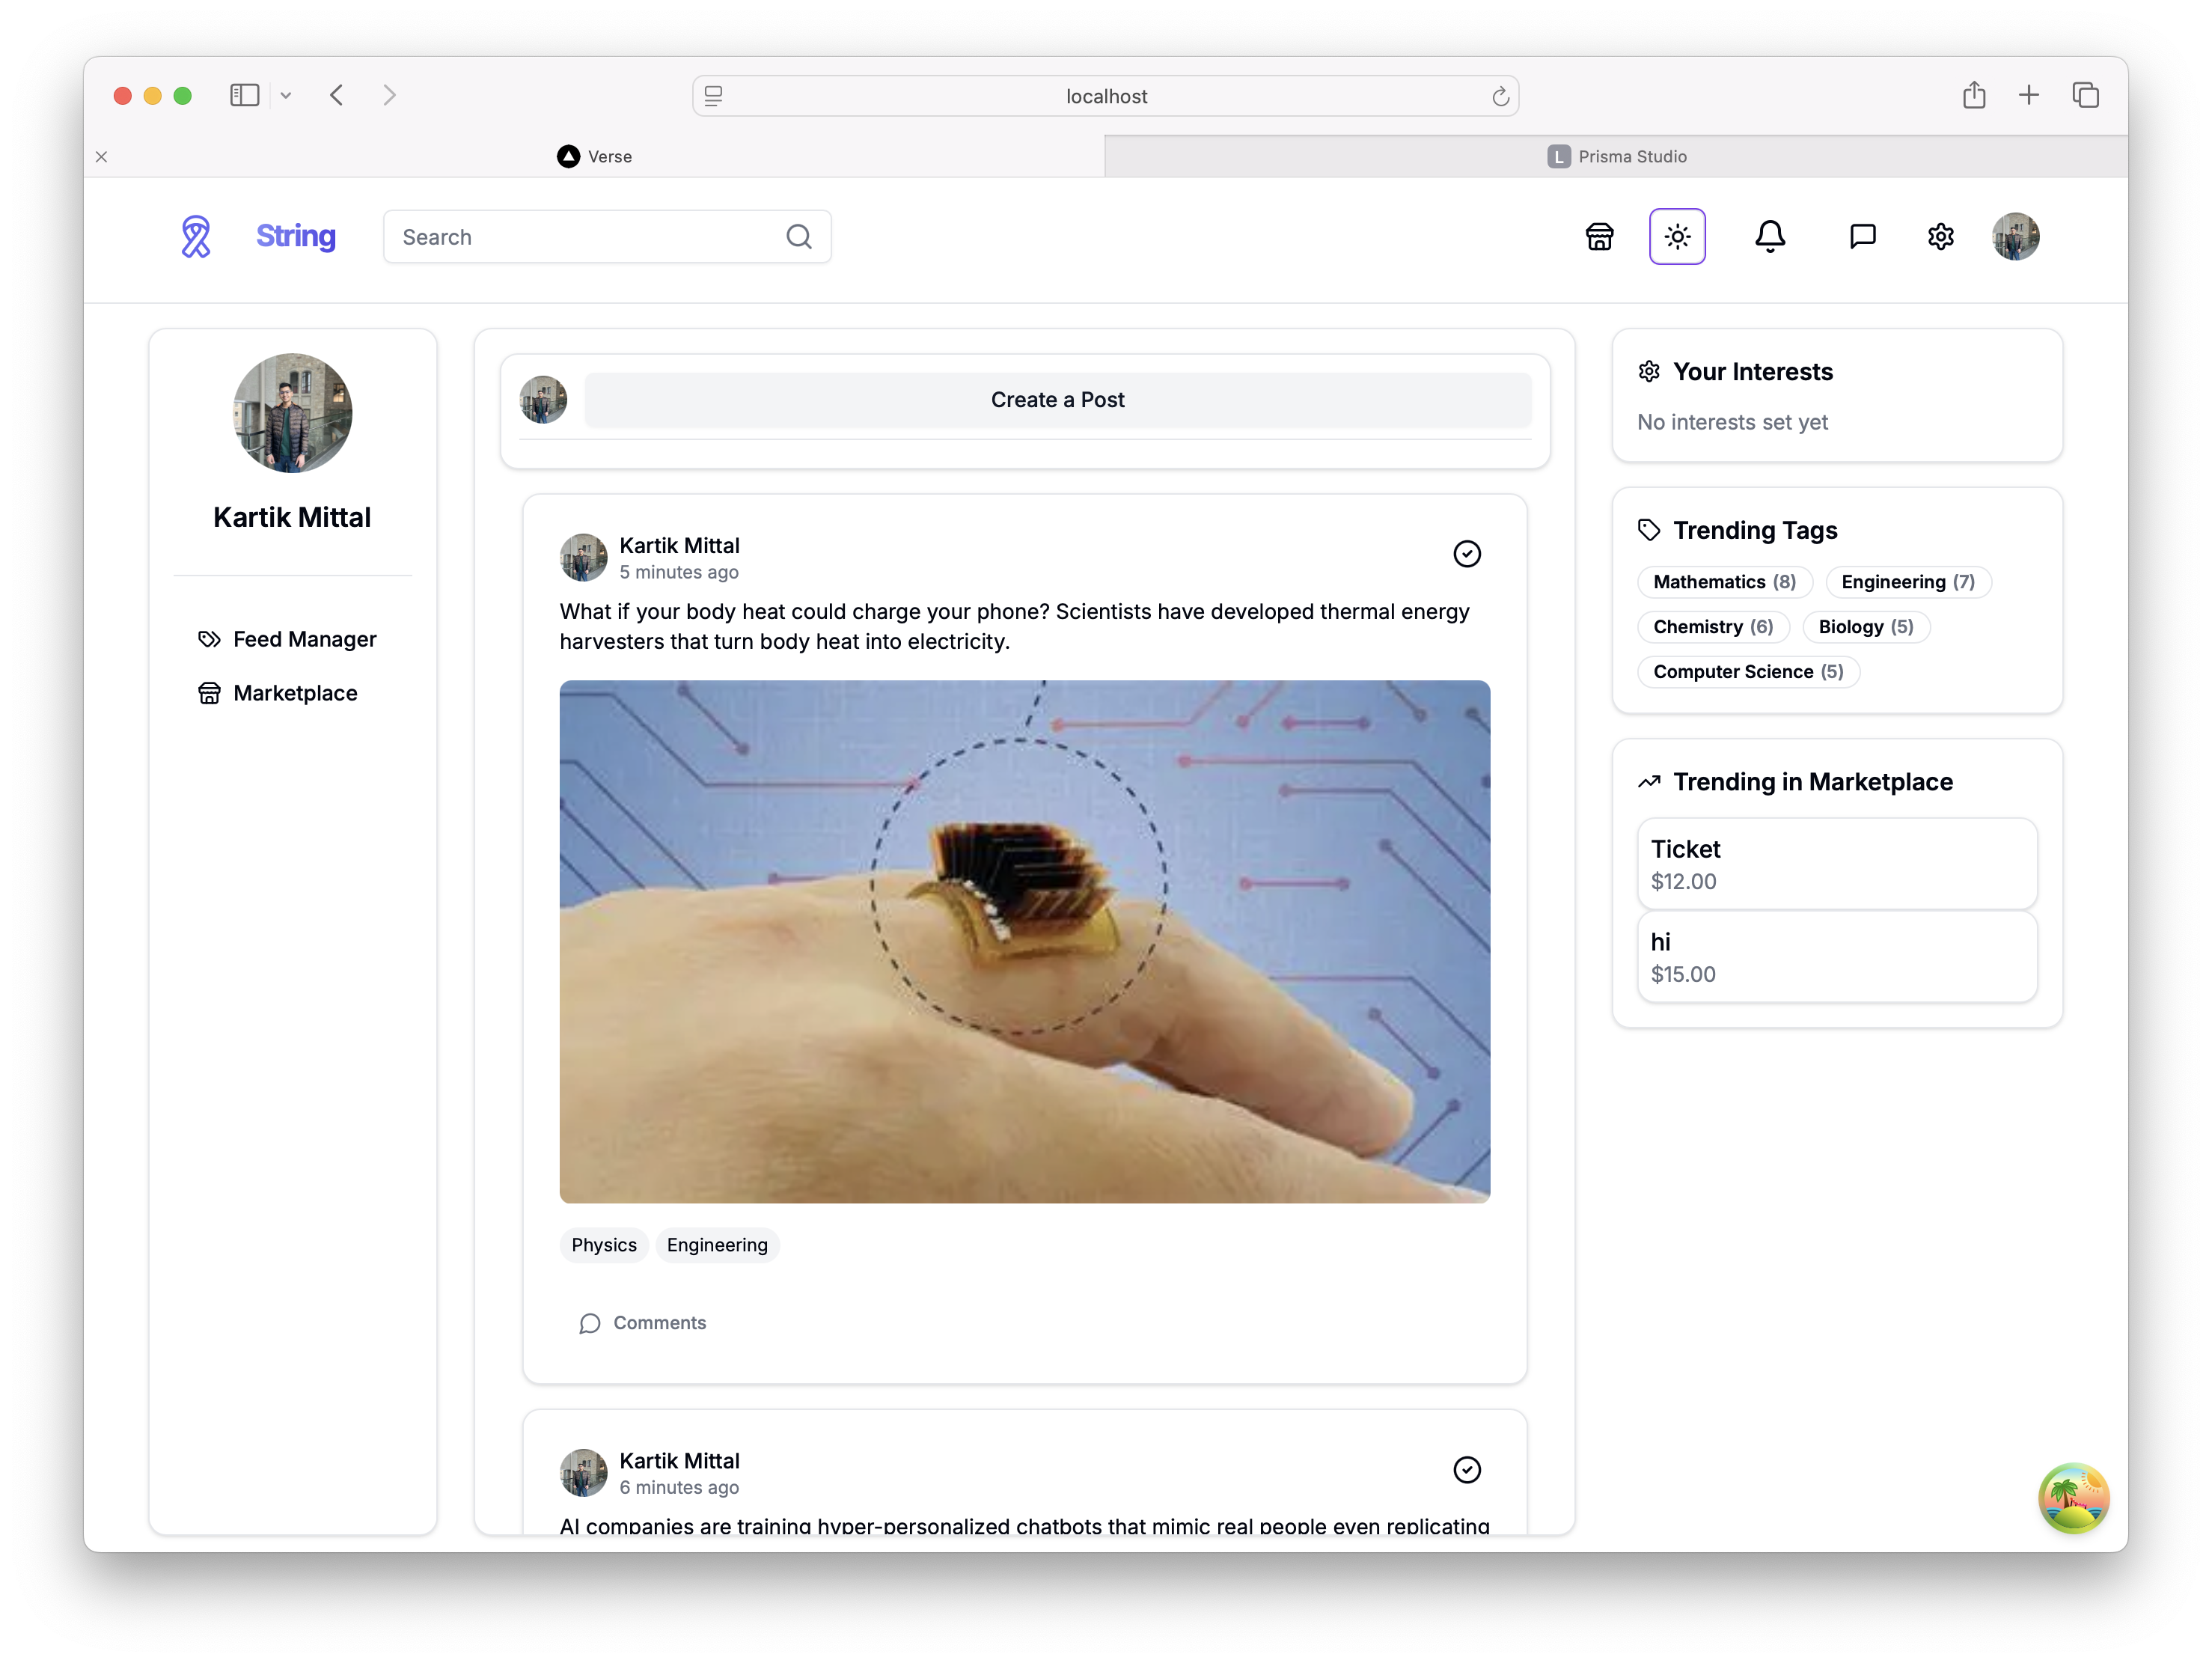 localhost
Verse
L Prisma Studio
String
Search
Kartik Mittal
Feed Manager
Marketplace
Create a Post
Kartik Mittal
5 minutes ago
What if your body heat could charge your phone? Scientists have developed thermal energy
harvesters that turn body heat into electricity.
Physics
Engineering
Comments
Kartik Mittal
6 minutes ago
AI companies are training hyper-personalized chatbots that mimic real people even replicating
Your Interests
No interests set yet
Trending Tags
Mathematics (8)
Engineering (7)
Chemistry (6)
Biology (5)
Computer Science (5)
Trending in Marketplace
Ticket
$12.00
hi
$15.00